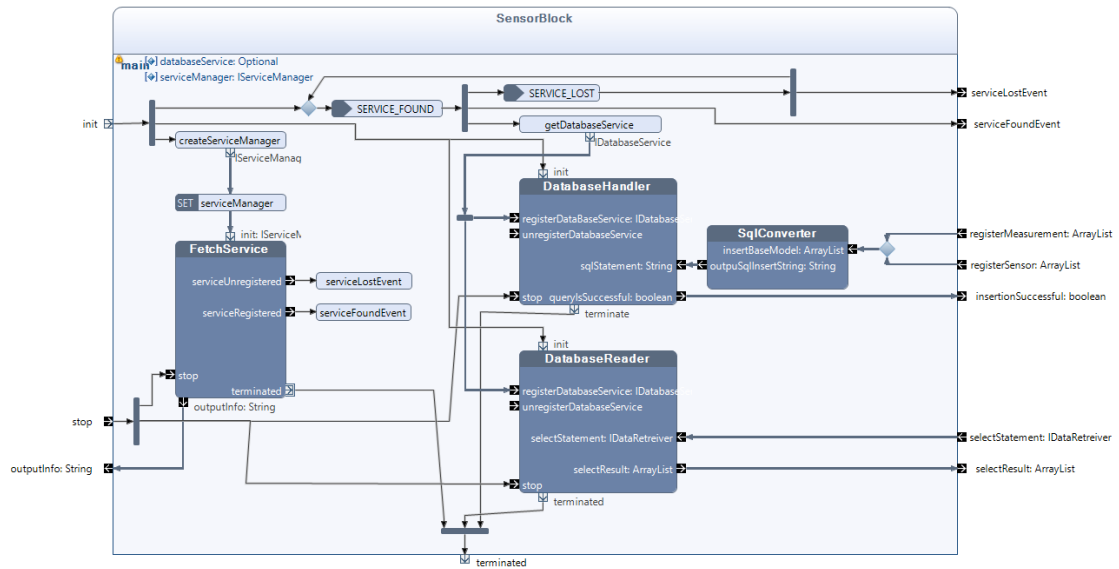 SensorBlock
main
databaseService: Optional
serviceManager: IServiceManager
SERVICE_LOST
serviceLostEvent
SERVICE_FOUND
init
getDatabaseService
serviceFoundEvent
createServiceManager
IDatabaseService
IServiceManag
init
DatabaseHandler
SET serviceManager
registerDataBaseService: IDatabase
unregisterDatabaseService
SqlConverter
registerMeasurement: ArrayList
init: IServiceM
FetchService
insertBaseModel: ArrayList
sqlStatement: String
outpuSqlInsertString: String
registerSensor: ArrayList
serviceUnregistered
serviceLostEvent
stop
queryIsSuccessful: boolean
insertionSuccessful: boolean
serviceRegistered
serviceFoundEvent
terminate
init
DatabaseReader
stop
terminated
registerDatabaseService: IDatabase
unregisterDatabaseService
outputInfo: String
stop
selectStatement: IDataRetreiver
selectStatement: IDataRetreiver
outputInfo: String
selectResult: ArrayList
selectResult: ArrayList
stop
terminated
terminated